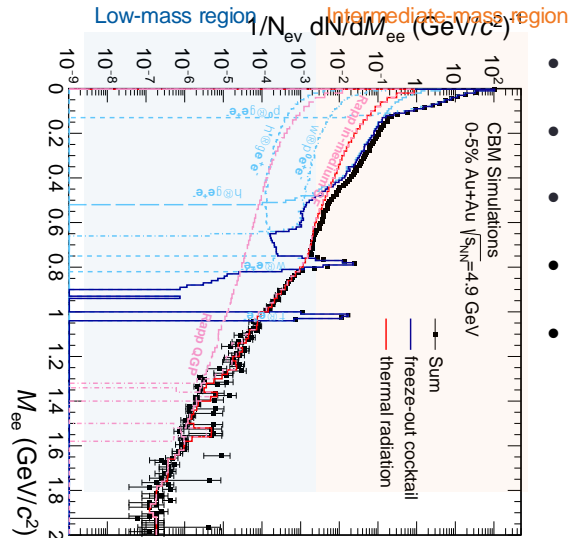 Low-mass region
Intermediate-mass region
1/N_ev dN/dM_ee (GeV/c²)⁻¹
10⁻⁹
10⁻⁷
10⁻⁶
10⁻⁵
10⁻⁴
10⁻³
10⁻²
10⁻¹
1
10
10²
0
0.2
0.4
0.6
0.8
1
1.2
1.4
1.6
1.8
2
M_ee (GeV/c²)
CBM Simulations
0-5% Au+Au √s_NN=4.9 GeV
Sum
freeze-out cocktail
thermal radiation
Rapp in-medium
Rapp QGP
•
•
•
•
•